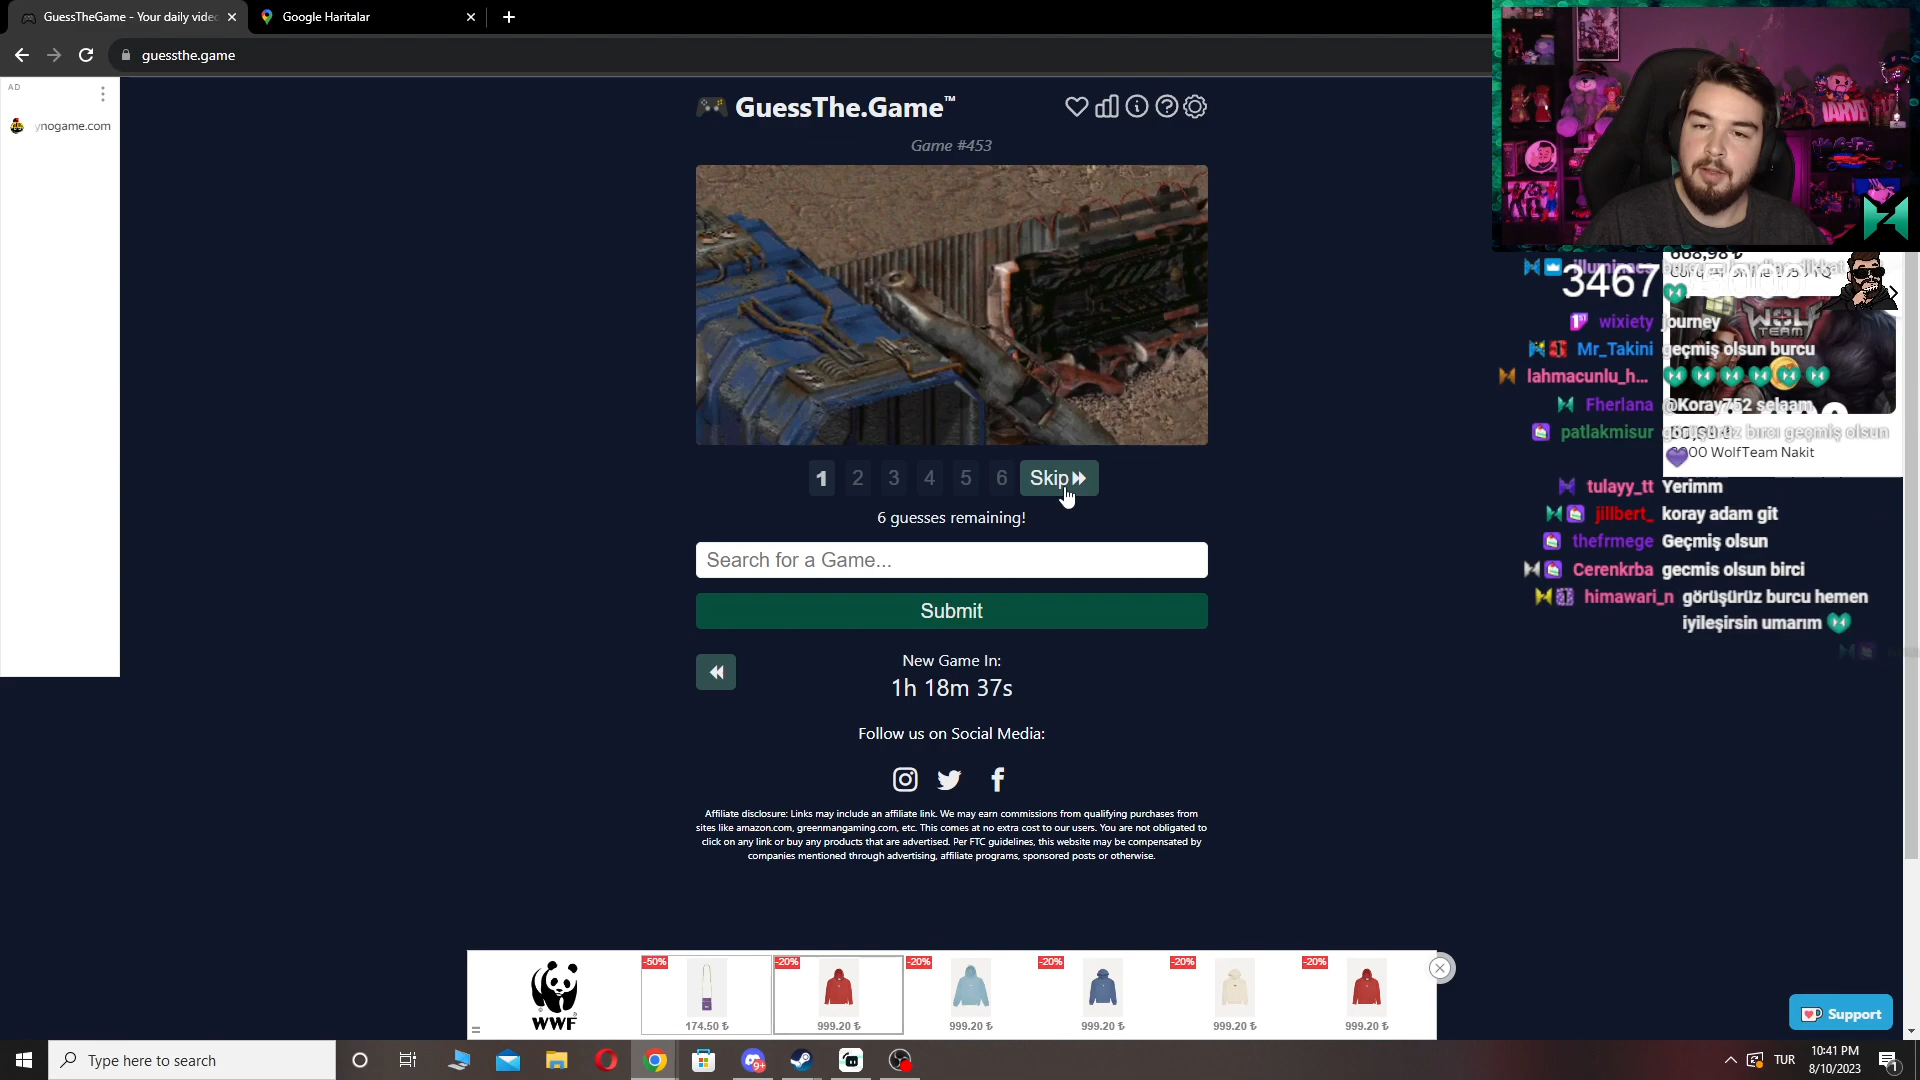 GuessTheGame - Your daily vide
Google Haritalar
guessthe.game
AD
ynogame.com
GuessThe.Game™
Game #453
1 2 3 4 5 6 Skip
6 guesses remaining!
Search for a Game...
Submit
New Game In:
1h 18m 37s
Follow us on Social Media:
Affiliate disclosure: Links may include an affiliate link. We may earn commissions from qualifying purchases from
sites like amazon.com, greenmangaming.com, etc. This comes at no extra cost to our users. You are not obligated to
click on any link or buy any products that are advertised. Per FTC guidelines, this website may be compensated by
companies mentioned through advertising, affiliate programs, sponsored posts or otherwise.
MARVEL
3467
wixiety journey
WOLF
TEAM
Mr_Takini geçmiş olsun burcu
lahmacunlu_h...
Fherlana @Koray752 selaam
patlakmisur görüşürüz bırcı geçmiş olsun
WolfTeam Nakit
tulayy_tt Yerimm
jillbert_ koray adam git
thefrmege Geçmiş olsun
Cerenkrba gecmis olsun birci
himawari_n görüşürüz burcu hemen
iyileşirsin umarım
WWF
-50% -20% -20% -20% -20% -20%
174.50 ₺ 999.20 ₺ 999.20 ₺ 999.20 ₺ 999.20 ₺ 999.20 ₺
Support
Type here to search
9+
TUR
10:41 PM
8/10/2023
1